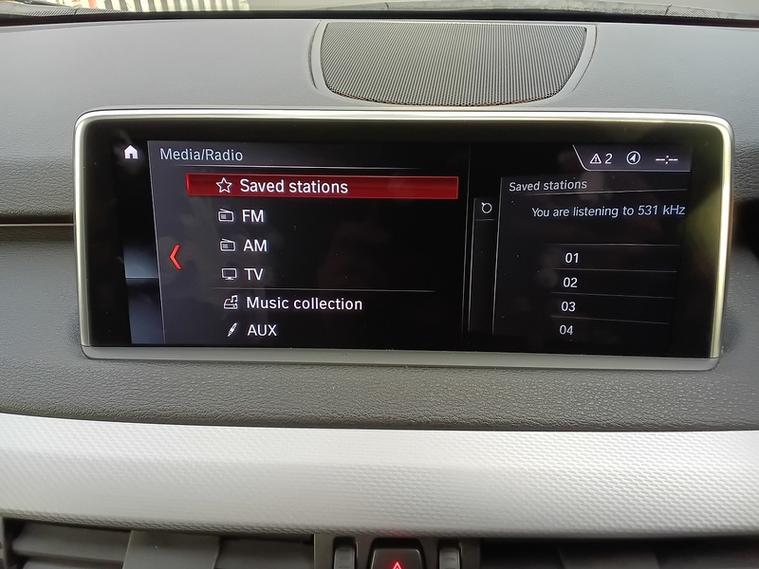 Media/Radio
2
--:--
Saved stations
FM
AM
TV
Music collection
AUX
Saved stations
You are listening to 531 kHz
01
02
03
04